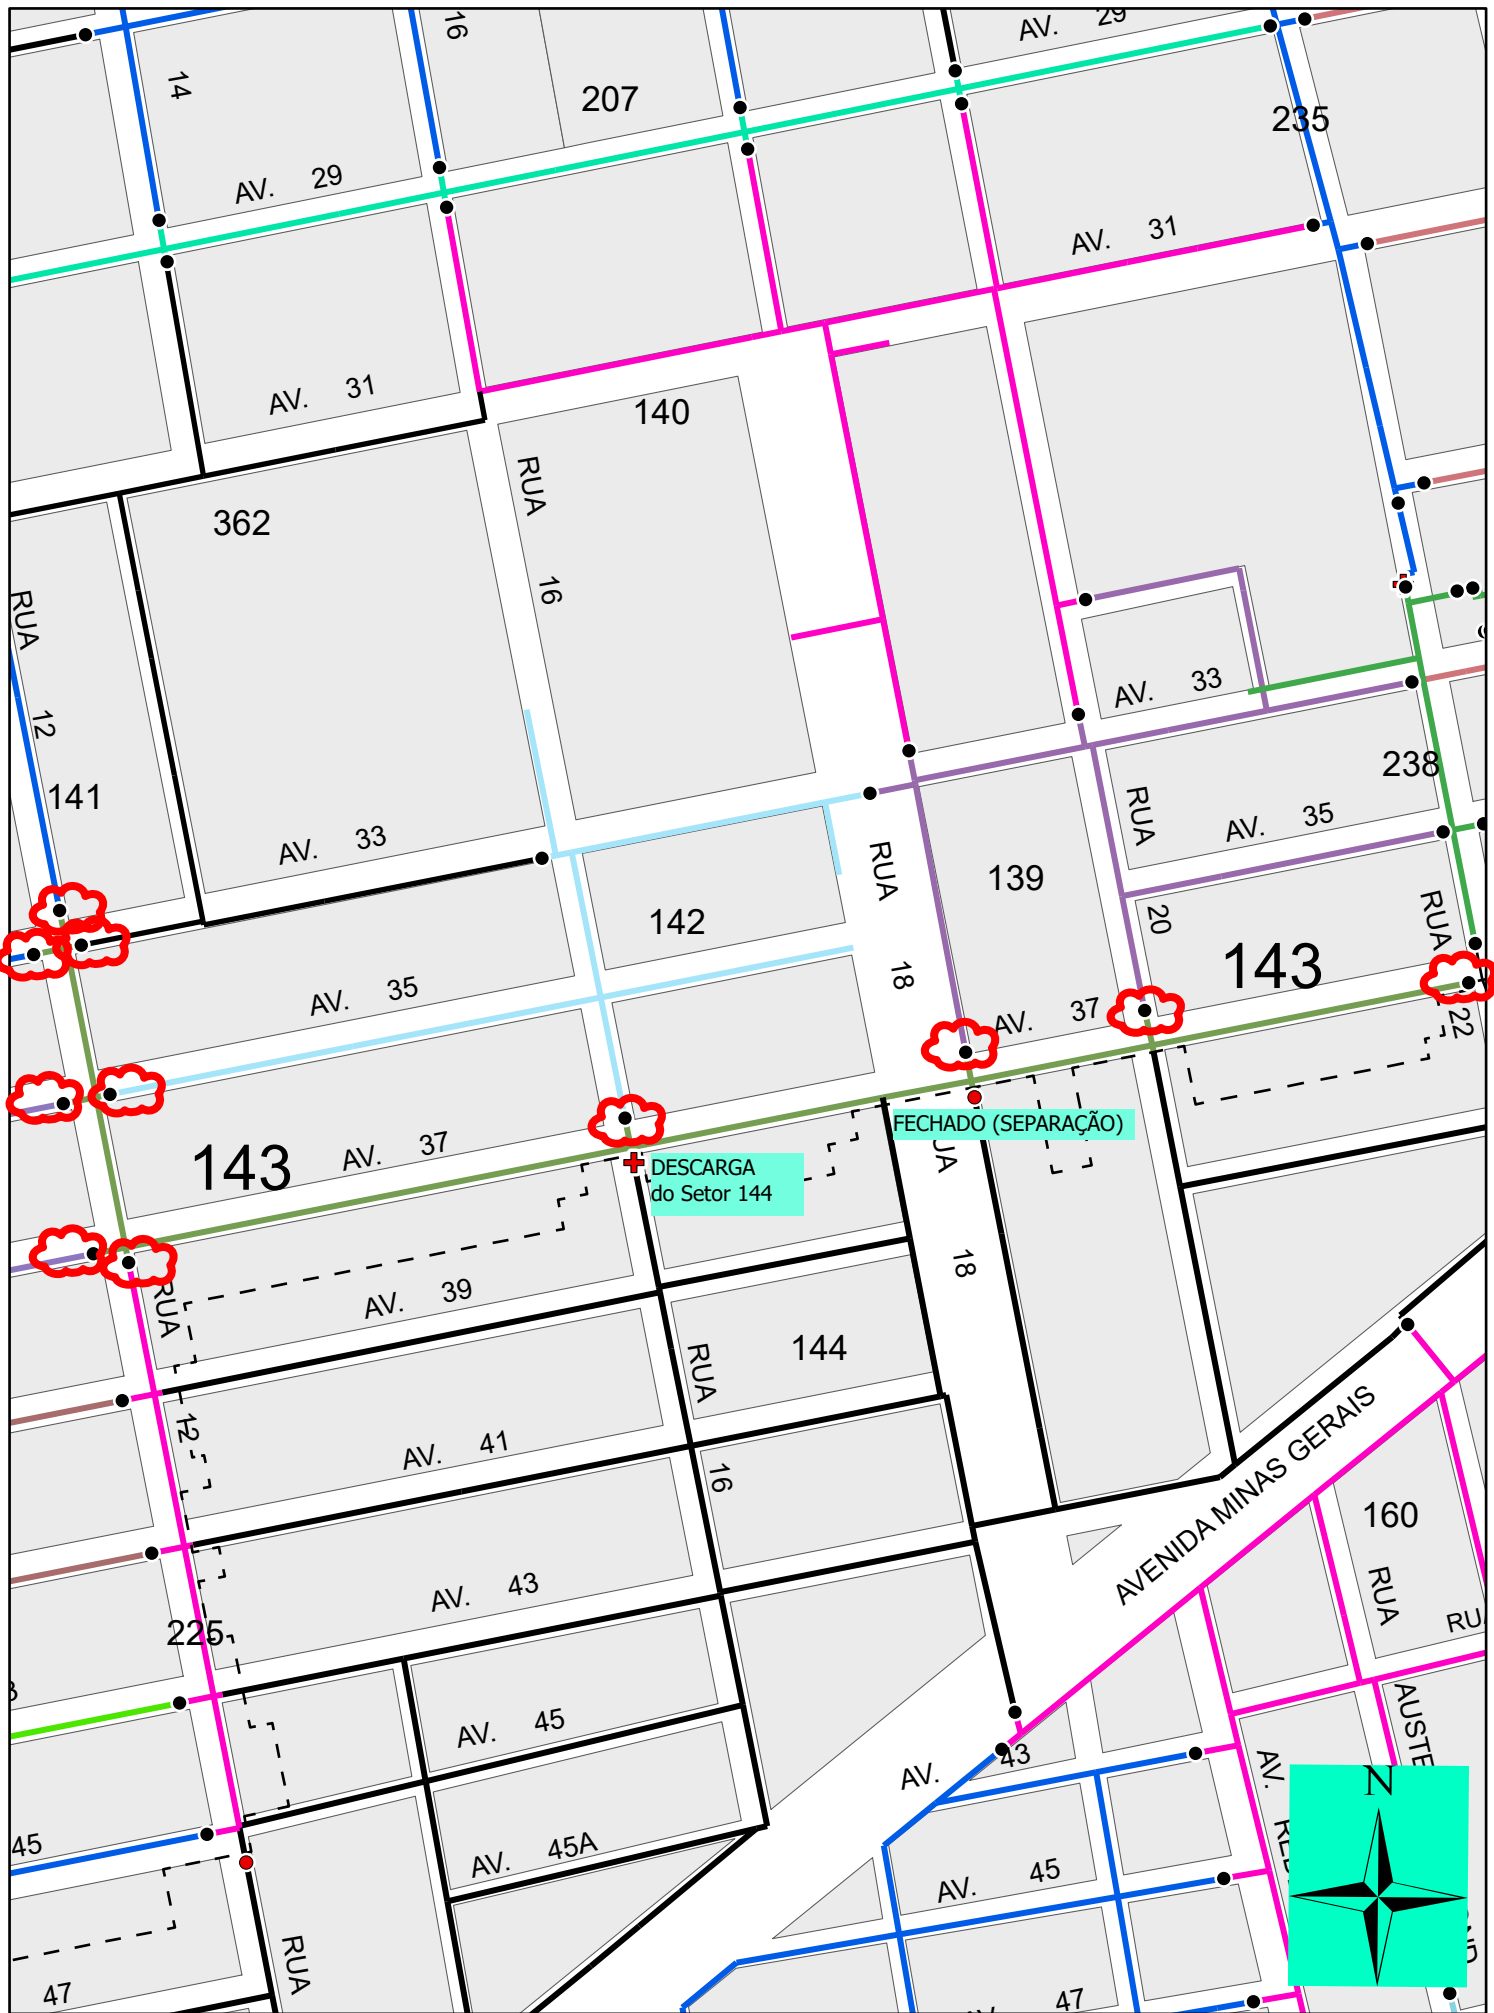 16
AV. 29
14
207
235
AV. 29
AV. 31
AV. 31
140
RUA
362
16
RUA
12
AV. 33
238
141
RUA
AV. 35
AV. 33
RUA
139
142
20
RUA
143
18
AV. 35
AV. 37
22
FECHADO (SEPARAÇÃO)
AV. 37
143
DESCARGA
do Setor 144
18
AV. 39
RUA
144
RUA
12
AV. 41
16
AVENIDA MINAS GERAIS
160
AV. 43
RUA
225
AV. 45
AV. 43
AV.
N
45
AV. 45A
AV. 45
RUA
47
47